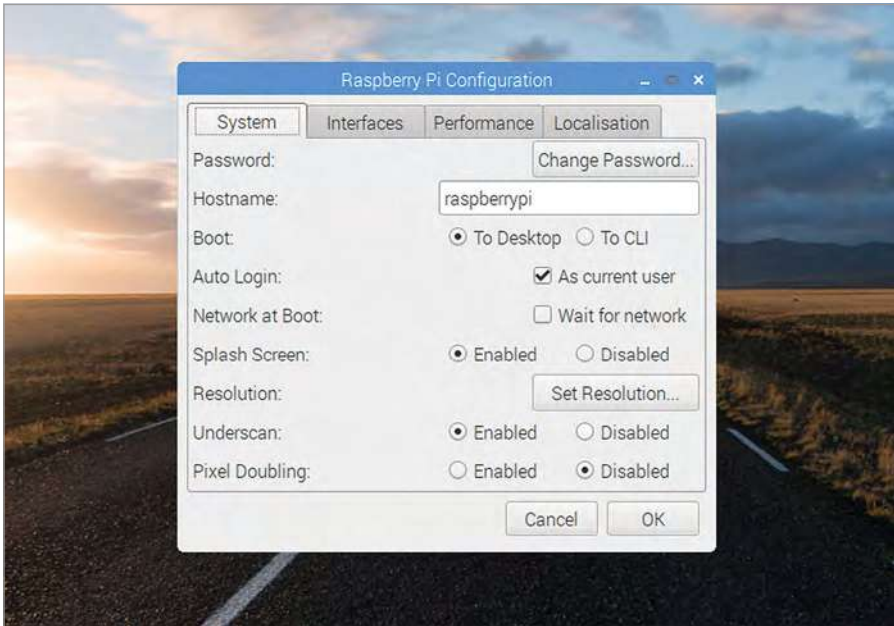 Raspberry Pi Configuration
System Interfaces Performance Localisation
Password: Change Password...
Hostname: raspberrypi
Boot: To Desktop To CLI
Auto Login: As current user
Network at Boot: Wait for network
Splash Screen: Enabled Disabled
Resolution: Set Resolution...
Underscan: Enabled Disabled
Pixel Doubling: Enabled Disabled
Cancel OK